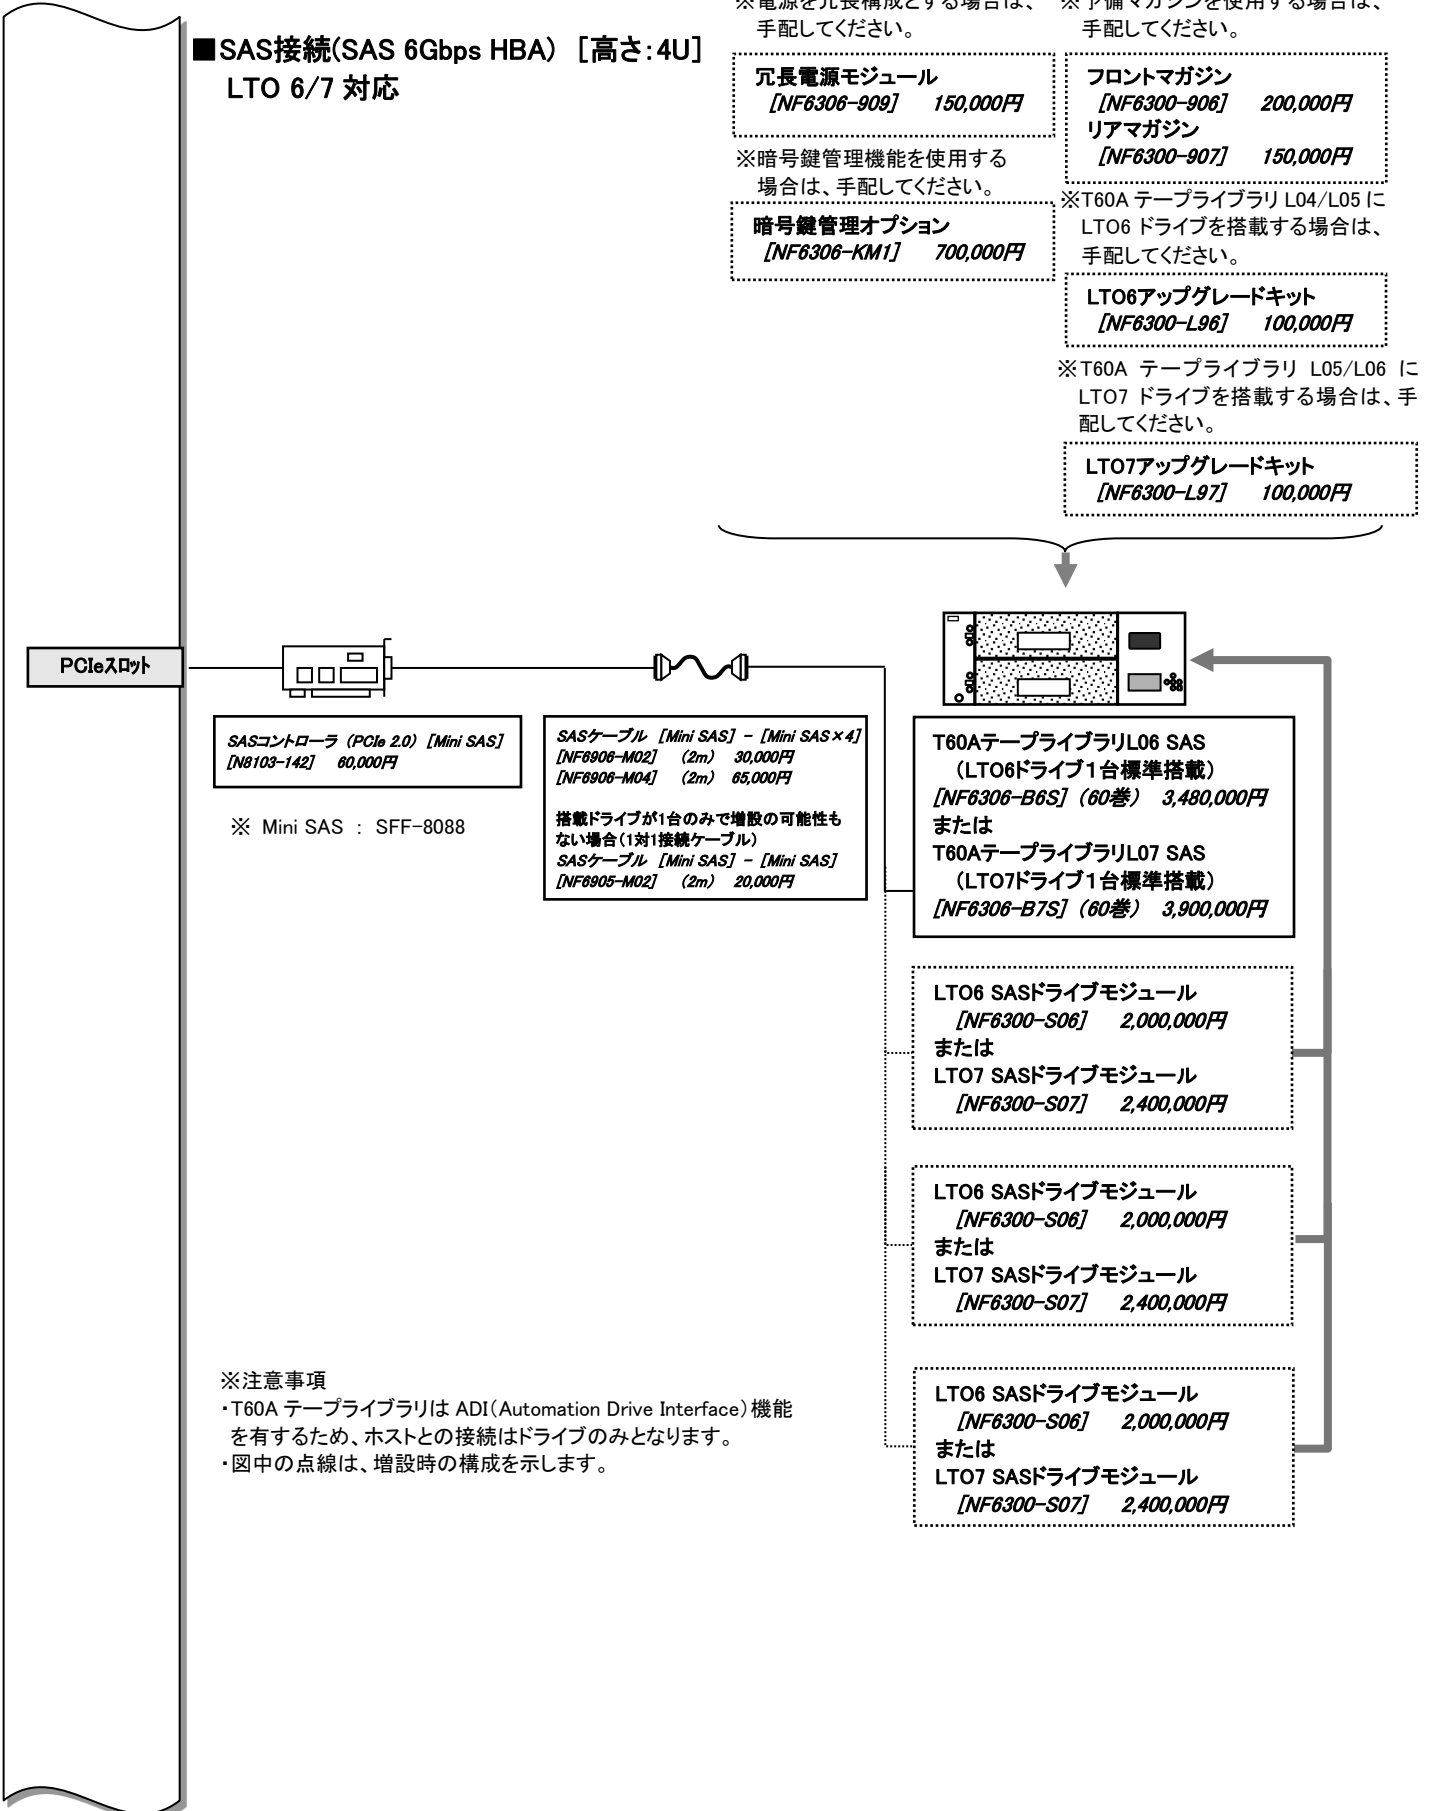 ※電源を冗長構成とする場合は、
手配してください。
※予備マガジンを使用する場合は、
手配してください。
■SAS接続(SAS 6Gbps HBA) [高さ:4U]
LTO 6/7 対応
冗長電源モジュール
[NF6306-909] 150,000円
※暗号鍵管理機能を使用する
場合は、手配してください。
暗号鍵管理オプション
[NF6306-KM1] 700,000円
フロントマガジン
[NF6300-906] 200,000円
リアマガジン
[NF6300-907] 150,000円
※T60A テープライブラリ L04/L05 に
LTO6 ドライブを搭載する場合は、
手配してください。
LTO6アップグレードキット
[NF6300-L96] 100,000円
※T60A テープライブラリ L05/L06 に
LTO7 ドライブを搭載する場合は、手
配してください。
LTO7アップグレードキット
[NF6300-L97] 100,000円
PCIeスロット
SASコントローラ (PCIe 2.0) [Mini SAS]
[N8103-142] 60,000円
※ Mini SAS : SFF-8088
SASケーブル [Mini SAS] - [Mini SAS×4]
[NF6906-M02] (2m) 30,000円
[NF6906-M04] (2m) 65,000円
搭載ドライブが1台のみで増設の可能性も
ない場合(1対1接続ケーブル)
SASケーブル [Mini SAS] - [Mini SAS]
[NF6905-M02] (2m) 20,000円
T60AテープライブラリL06 SAS
(LTO6ドライブ1台標準搭載)
[NF6306-B6S] (60巻) 3,480,000円
または
T60AテープライブラリL07 SAS
(LTO7ドライブ1台標準搭載)
[NF6306-B7S] (60巻) 3,900,000円
LTO6 SASドライブモジュール
[NF6300-S06] 2,000,000円
または
LTO7 SASドライブモジュール
[NF6300-S07] 2,400,000円
LTO6 SASドライブモジュール
[NF6300-S06] 2,000,000円
または
LTO7 SASドライブモジュール
[NF6300-S07] 2,400,000円
LTO6 SASドライブモジュール
[NF6300-S06] 2,000,000円
または
LTO7 SASドライブモジュール
[NF6300-S07] 2,400,000円
※注意事項
・T60A テープライブラリは ADI(Automation Drive Interface)機能
を有するため、ホストとの接続はドライブのみとなります。
・図中の点線は、増設時の構成を示します。